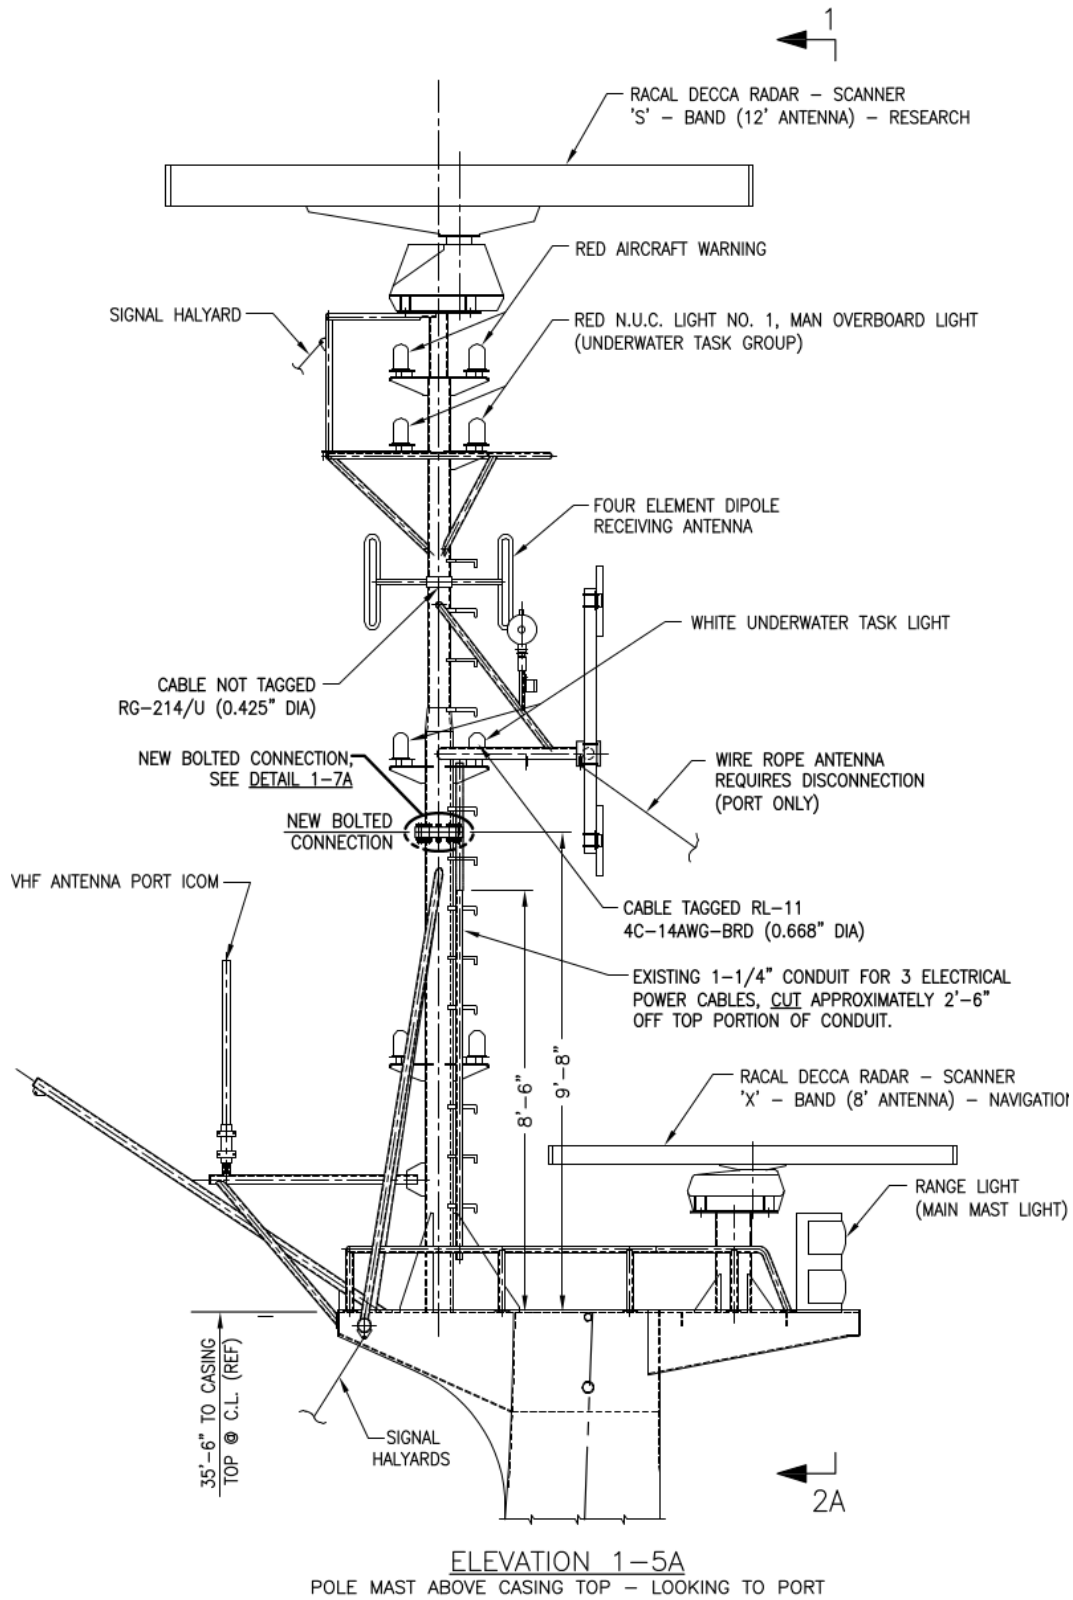 1
RACAL DECCA RADAR – SCANNER
'S' – BAND (12' ANTENNA) – RESEARCH
RED AIRCRAFT WARNING
SIGNAL HALYARD
RED N.U.C. LIGHT NO. 1, MAN OVERBOARD LIGHT
(UNDERWATER TASK GROUP)
FOUR ELEMENT DIPOLE
RECEIVING ANTENNA
WHITE UNDERWATER TASK LIGHT
CABLE NOT TAGGED
RG-214/U (0.425" DIA)
NEW BOLTED CONNECTION,
SEE DETAIL 1-7A
WIRE ROPE ANTENNA
REQUIRES DISCONNECTION
(PORT ONLY)
NEW BOLTED
CONNECTION
VHF ANTENNA PORT ICOM
CABLE TAGGED RL-11
4C-14AWG-BRD (0.668" DIA)
EXISTING 1-1/4" CONDUIT FOR 3 ELECTRICAL
POWER CABLES, CUT APPROXIMATELY 2'-6"
OFF TOP PORTION OF CONDUIT.
8'-6"
9'-8"
RACAL DECCA RADAR – SCANNER
'X' – BAND (8' ANTENNA) – NAVIGATION
RANGE LIGHT
(MAIN MAST LIGHT)
35'-6" TO CASING
TOP @ C.L. (REF)
SIGNAL
HALYARDS
2A
ELEVATION 1-5A
POLE MAST ABOVE CASING TOP – LOOKING TO PORT